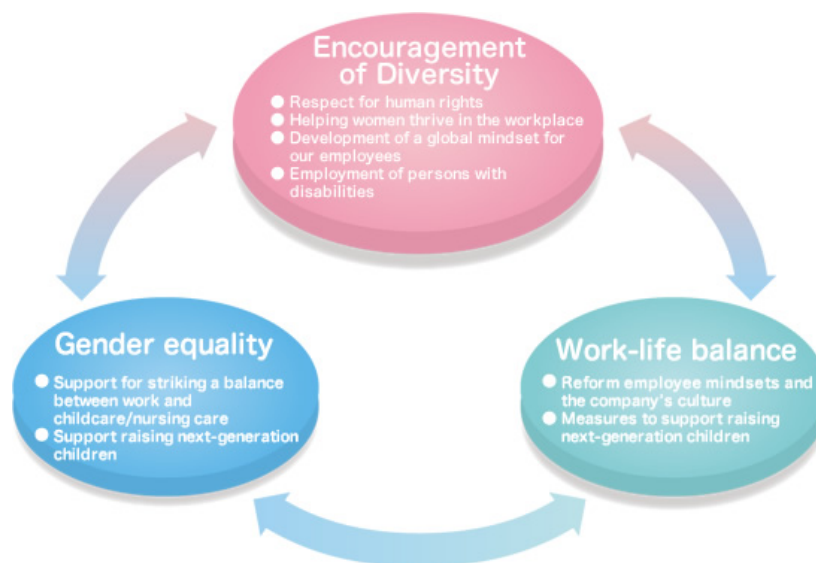 Encouragement
of Diversity
● Respect for human rights
● Helping women thrive in the workplace
● Development of a global mindset for
our employees
● Employment of persons with
disabilities
Gender equality
● Support for striking a balance
between work and
childcare/nursing care
● Support raising next-generation
children
Work-life balance
● Reform employee mindsets and
the company's culture
● Measures to support raising
next-generation children